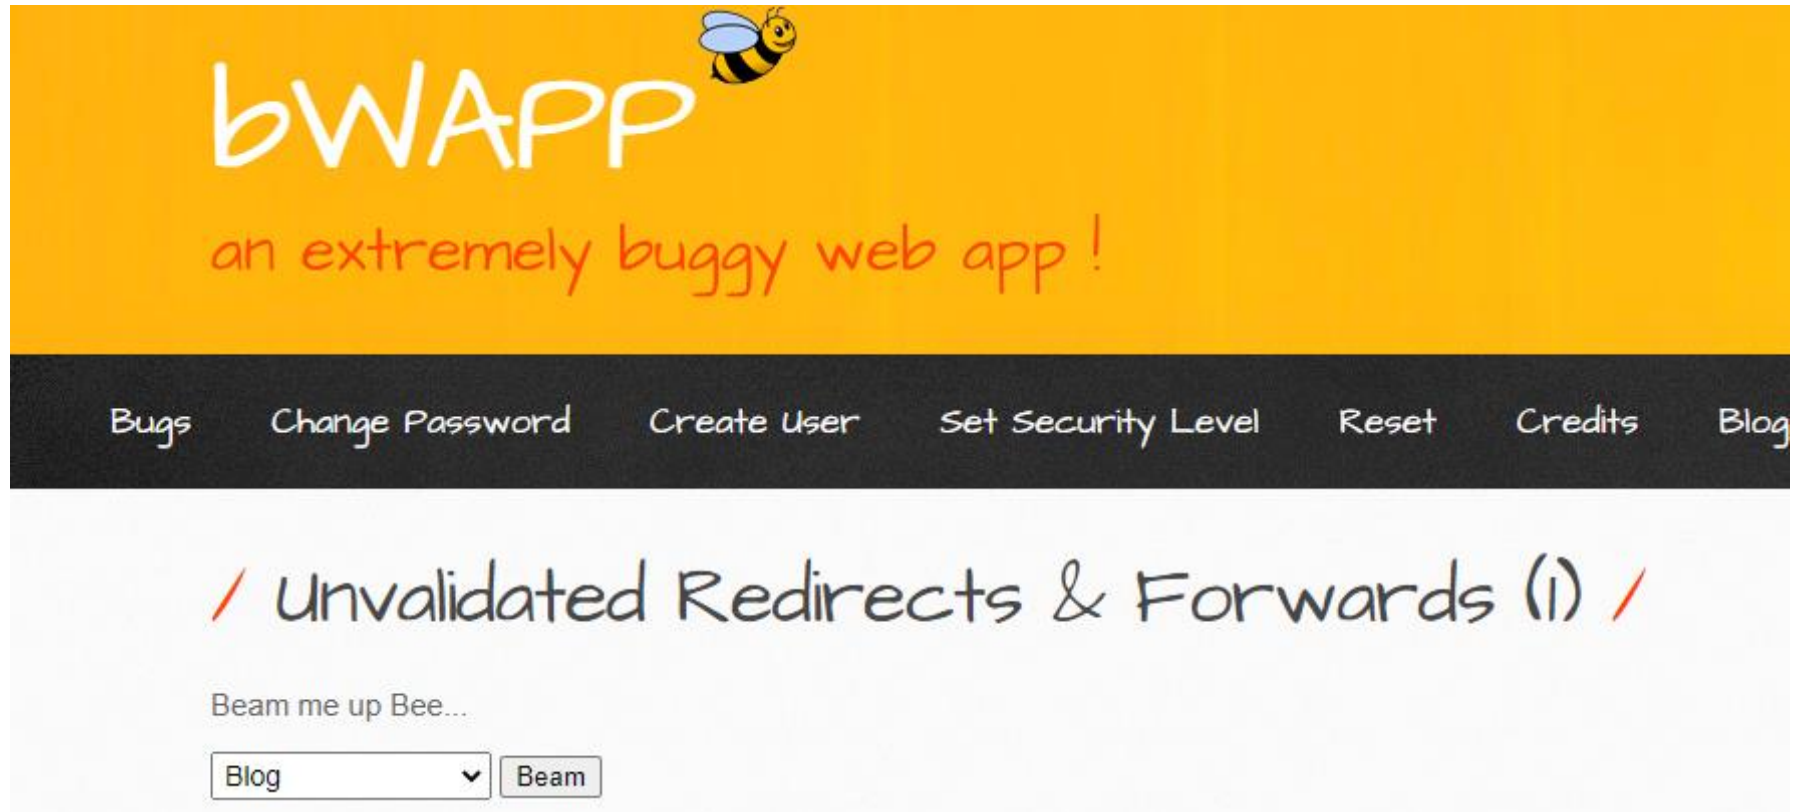 bWAPP
an extremely buggy web app !
Bugs Change Password Create User Set Security Level Reset Credits Blog
/ Unvalidated Redirects & Forwards (1) /
Beam me up Bee...
Blog Beam